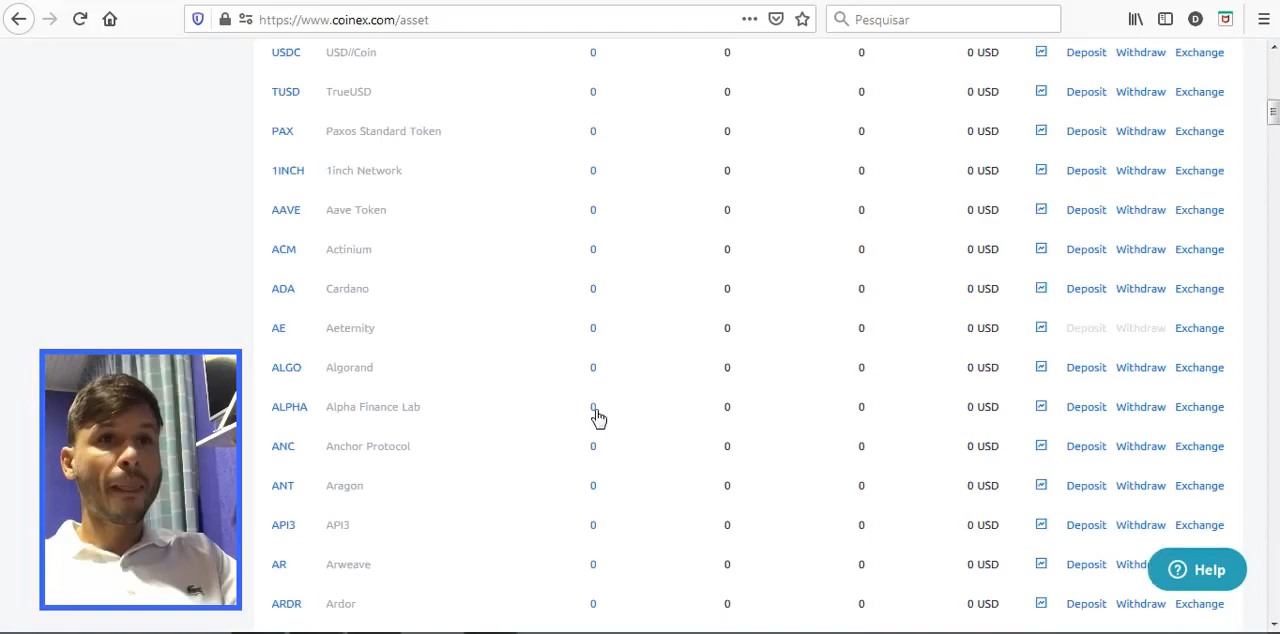 https://www.coinex.com/asset
Pesquisar
USDC USD//Coin 0 0 0 0 USD Deposit Withdraw Exchange
TUSD TrueUSD 0 0 0 0 USD Deposit Withdraw Exchange
PAX Paxos Standard Token 0 0 0 0 USD Deposit Withdraw Exchange
1INCH 1inch Network 0 0 0 0 USD Deposit Withdraw Exchange
AAVE Aave Token 0 0 0 0 USD Deposit Withdraw Exchange
ACM Actinium 0 0 0 0 USD Deposit Withdraw Exchange
ADA Cardano 0 0 0 0 USD Deposit Withdraw Exchange
AE Aeternity 0 0 0 0 USD Deposit Withdraw Exchange
ALGO Algorand 0 0 0 0 USD Deposit Withdraw Exchange
ALPHA Alpha Finance Lab 0 0 0 0 USD Deposit Withdraw Exchange
ANC Anchor Protocol 0 0 0 0 USD Deposit Withdraw Exchange
ANT Aragon 0 0 0 0 USD Deposit Withdraw Exchange
API3 API3 0 0 0 0 USD Deposit Withdraw Exchange
AR Arweave 0 0 0 0 USD Deposit Withd
Help
ARDR Ardor 0 0 0 0 USD Deposit Withdraw Exchange